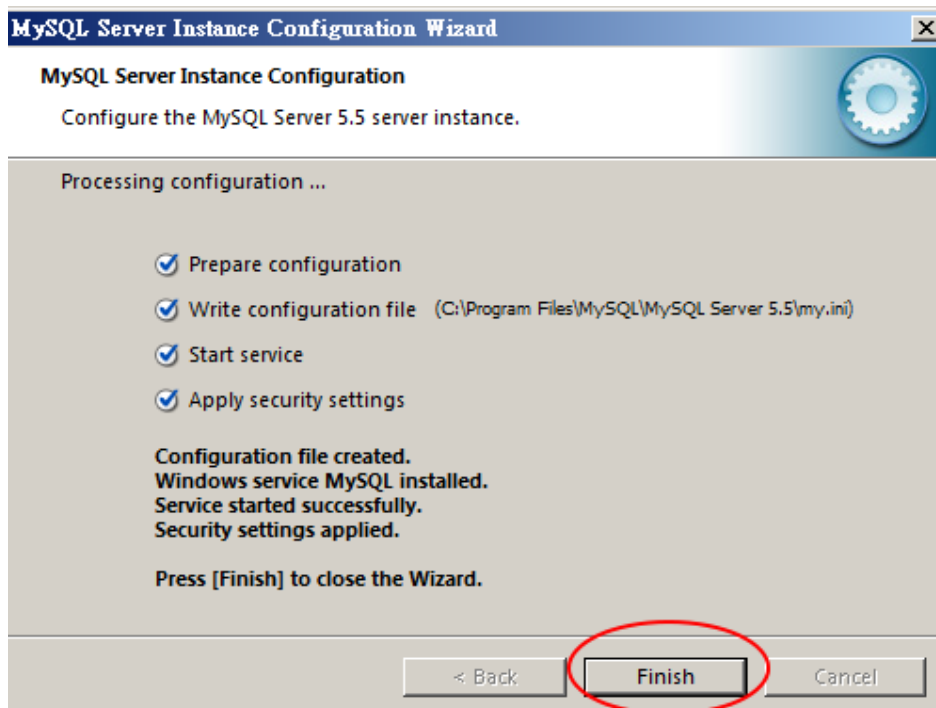 MySQL Server Instance Configuration Wizard
MySQL Server Instance Configuration
Configure the MySQL Server 5.5 server instance.
Processing configuration ...
Prepare configuration
Write configuration file (C:\Program Files\MySQL\MySQL Server 5.5\my.ini)
Start service
Apply security settings
Configuration file created.
Windows service MySQL installed.
Service started successfully.
Security settings applied.
Press [Finish] to close the Wizard.
< Back Finish Cancel